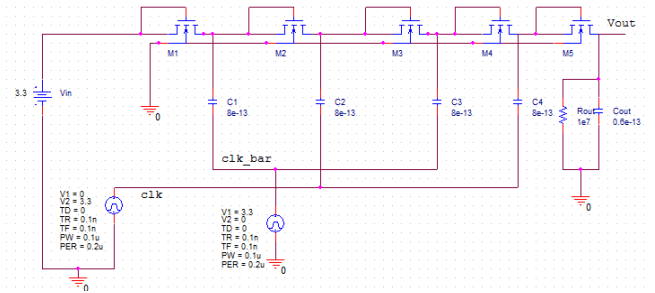 Vout
M1
M2
M3
M4
M5
3.3
Vin
0
C1
8e-13
C2
8e-13
C3
8e-13
C4
8e-13
Rout
1e7
Cout
0.6e-13
clk_bar
clk
V1 = 0
V2 = 3.3
TD = 0
TR = 0.1n
TF = 0.1n
PW = 0.1u
PER = 0.2u
V1 = 3.3
V2 = 0
TD = 0
TR = 0.1n
TF = 0.1n
PW = 0.1u
PER = 0.2u
0
0
0